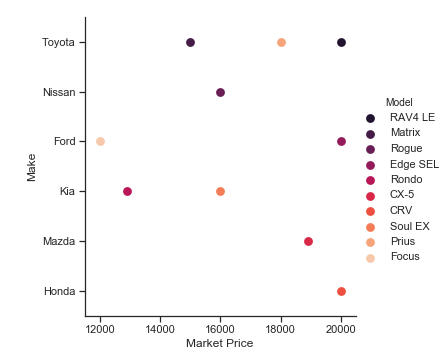 Toyota
Nissan
Ford
Kia
Mazda
Honda
Make
12000 14000 16000 18000 20000
Market Price
Model
RAV4 LE
Matrix
Rogue
Edge SEL
Rondo
CX-5
CRV
Soul EX
Prius
Focus